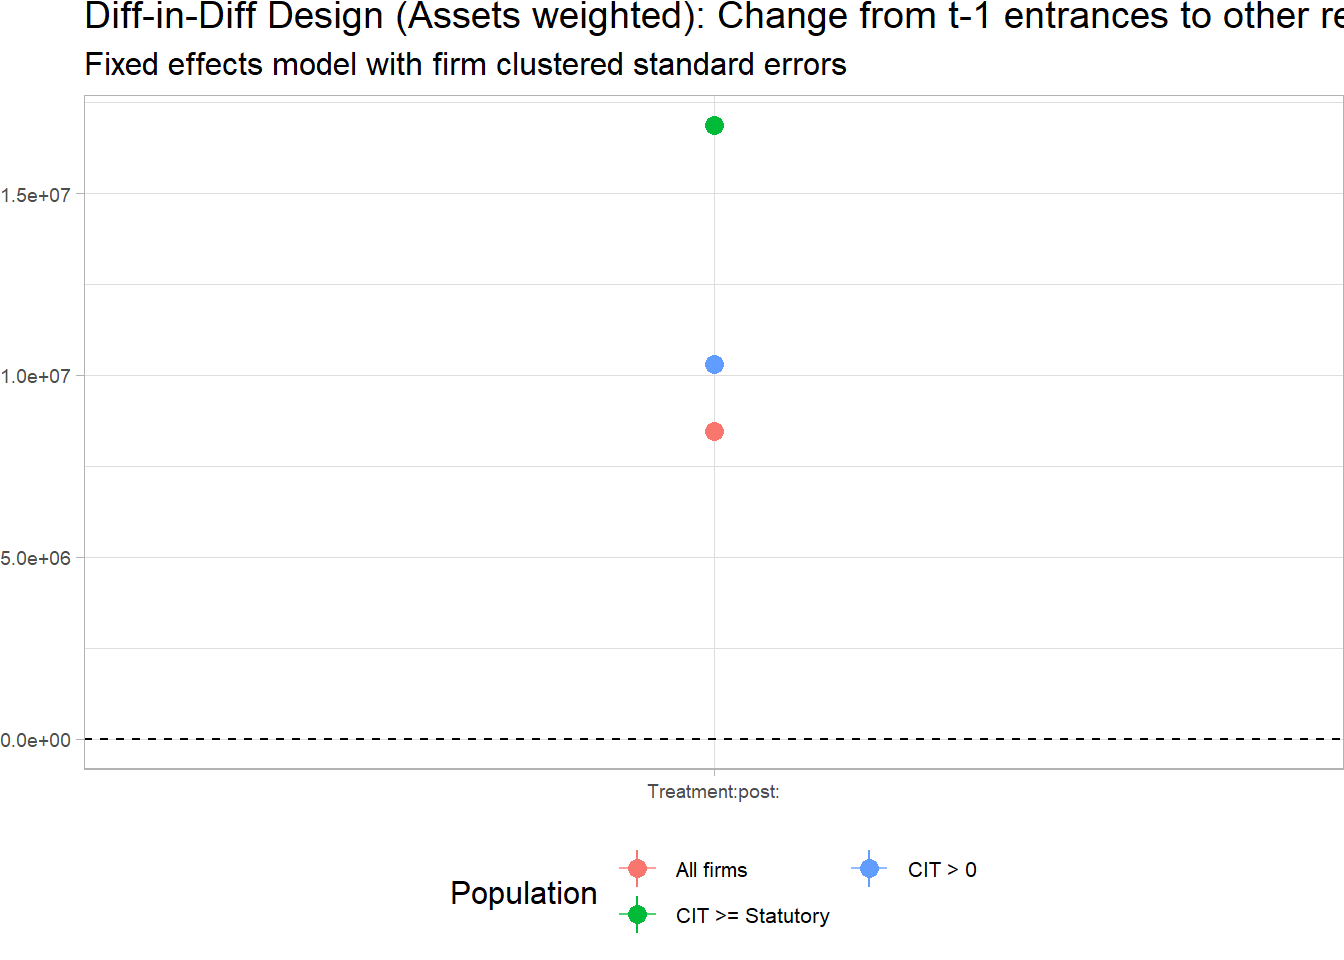 Diff-in-Diff Design (Assets weighted): Change from t-1 entrances to other re
Fixed effects model with firm clustered standard errors
1.5e+07
1.0e+07
5.0e+06
0.0e+00
Treatment:post:
Population
All firms
CIT > 0
CIT >= Statutory